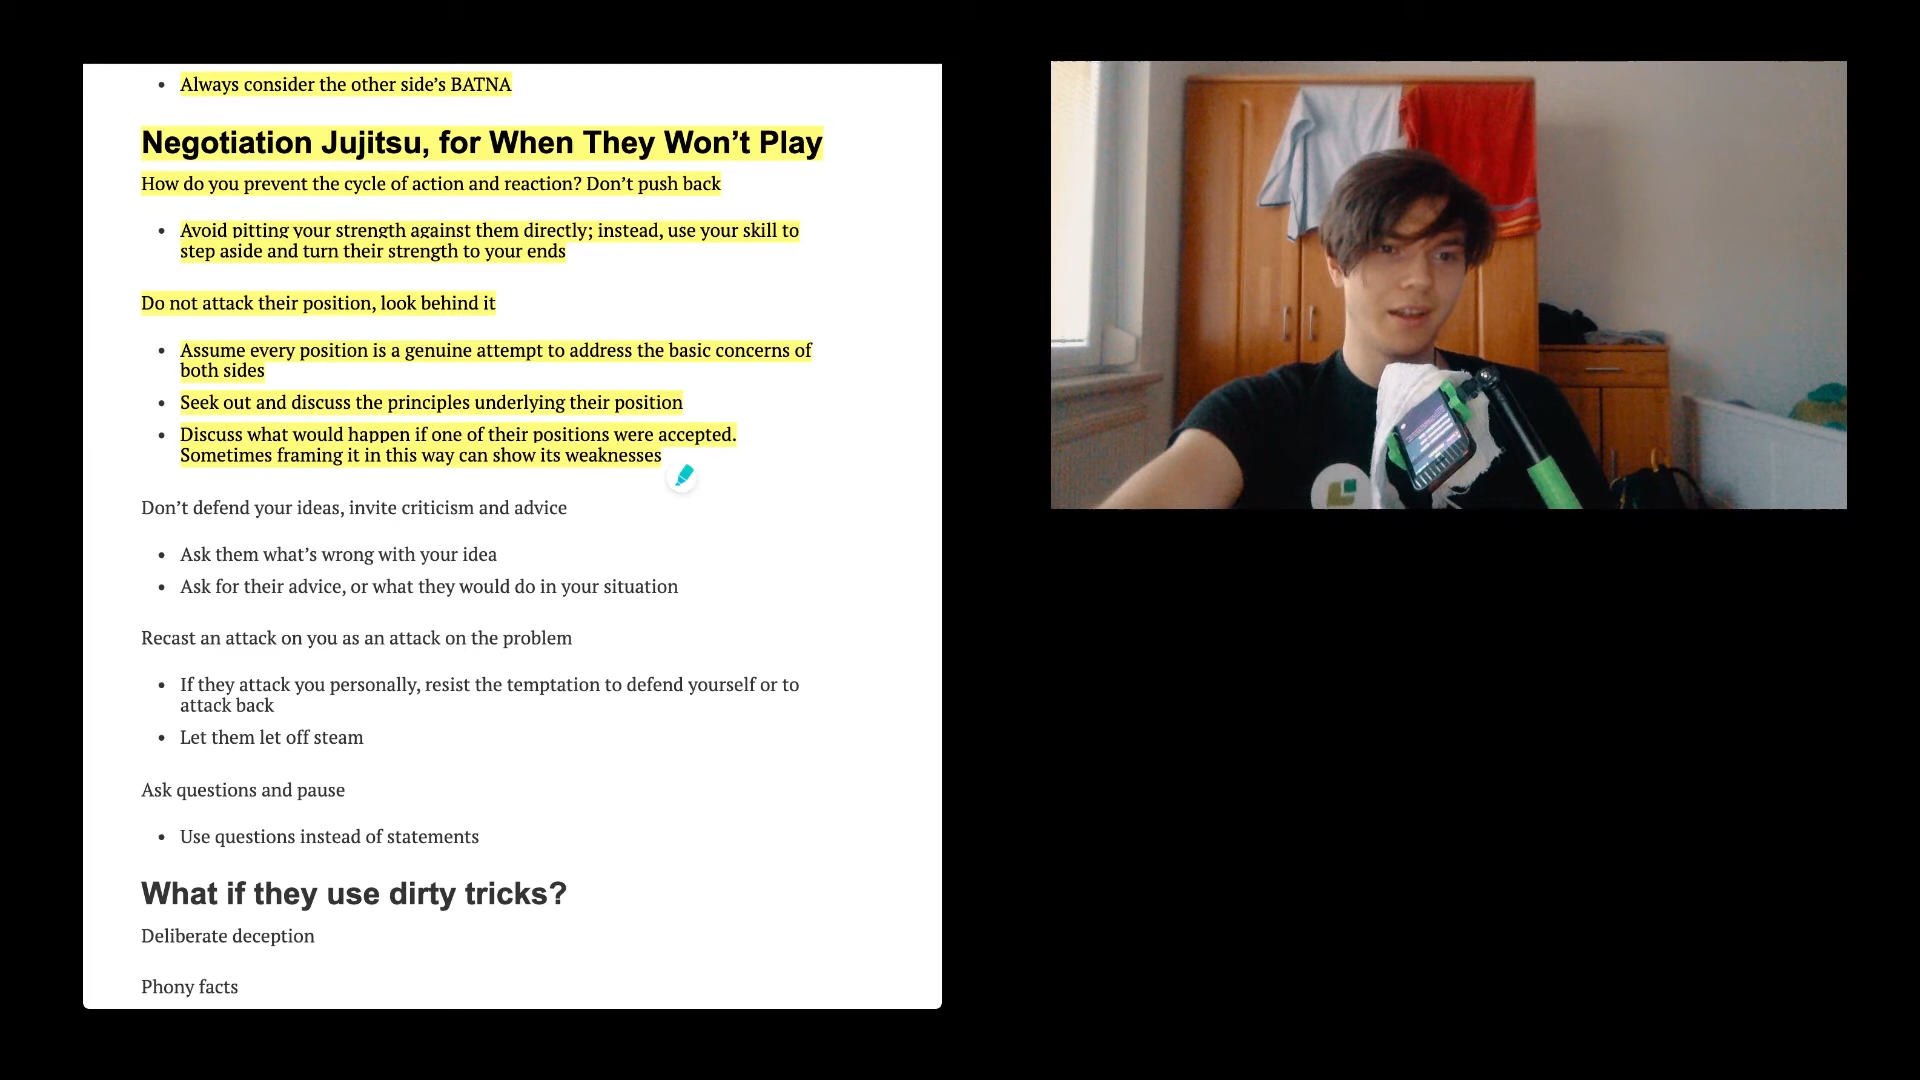 • Always consider the other side’s BATNA
Negotiation Jujitsu, for When They Won’t Play
How do you prevent the cycle of action and reaction? Don’t push back
• Avoid pitting your strength against them directly; instead, use your skill to
step aside and turn their strength to your ends
Do not attack their position, look behind it
• Assume every position is a genuine attempt to address the basic concerns of
both sides
• Seek out and discuss the principles underlying their position
• Discuss what would happen if one of their positions were accepted.
Sometimes framing it in this way can show its weaknesses
Don’t defend your ideas, invite criticism and advice
• Ask them what’s wrong with your idea
• Ask for their advice, or what they would do in your situation
Recast an attack on you as an attack on the problem
• If they attack you personally, resist the temptation to defend yourself or to
attack back
• Let them let off steam
Ask questions and pause
• Use questions instead of statements
What if they use dirty tricks?
Deliberate deception
Phony facts